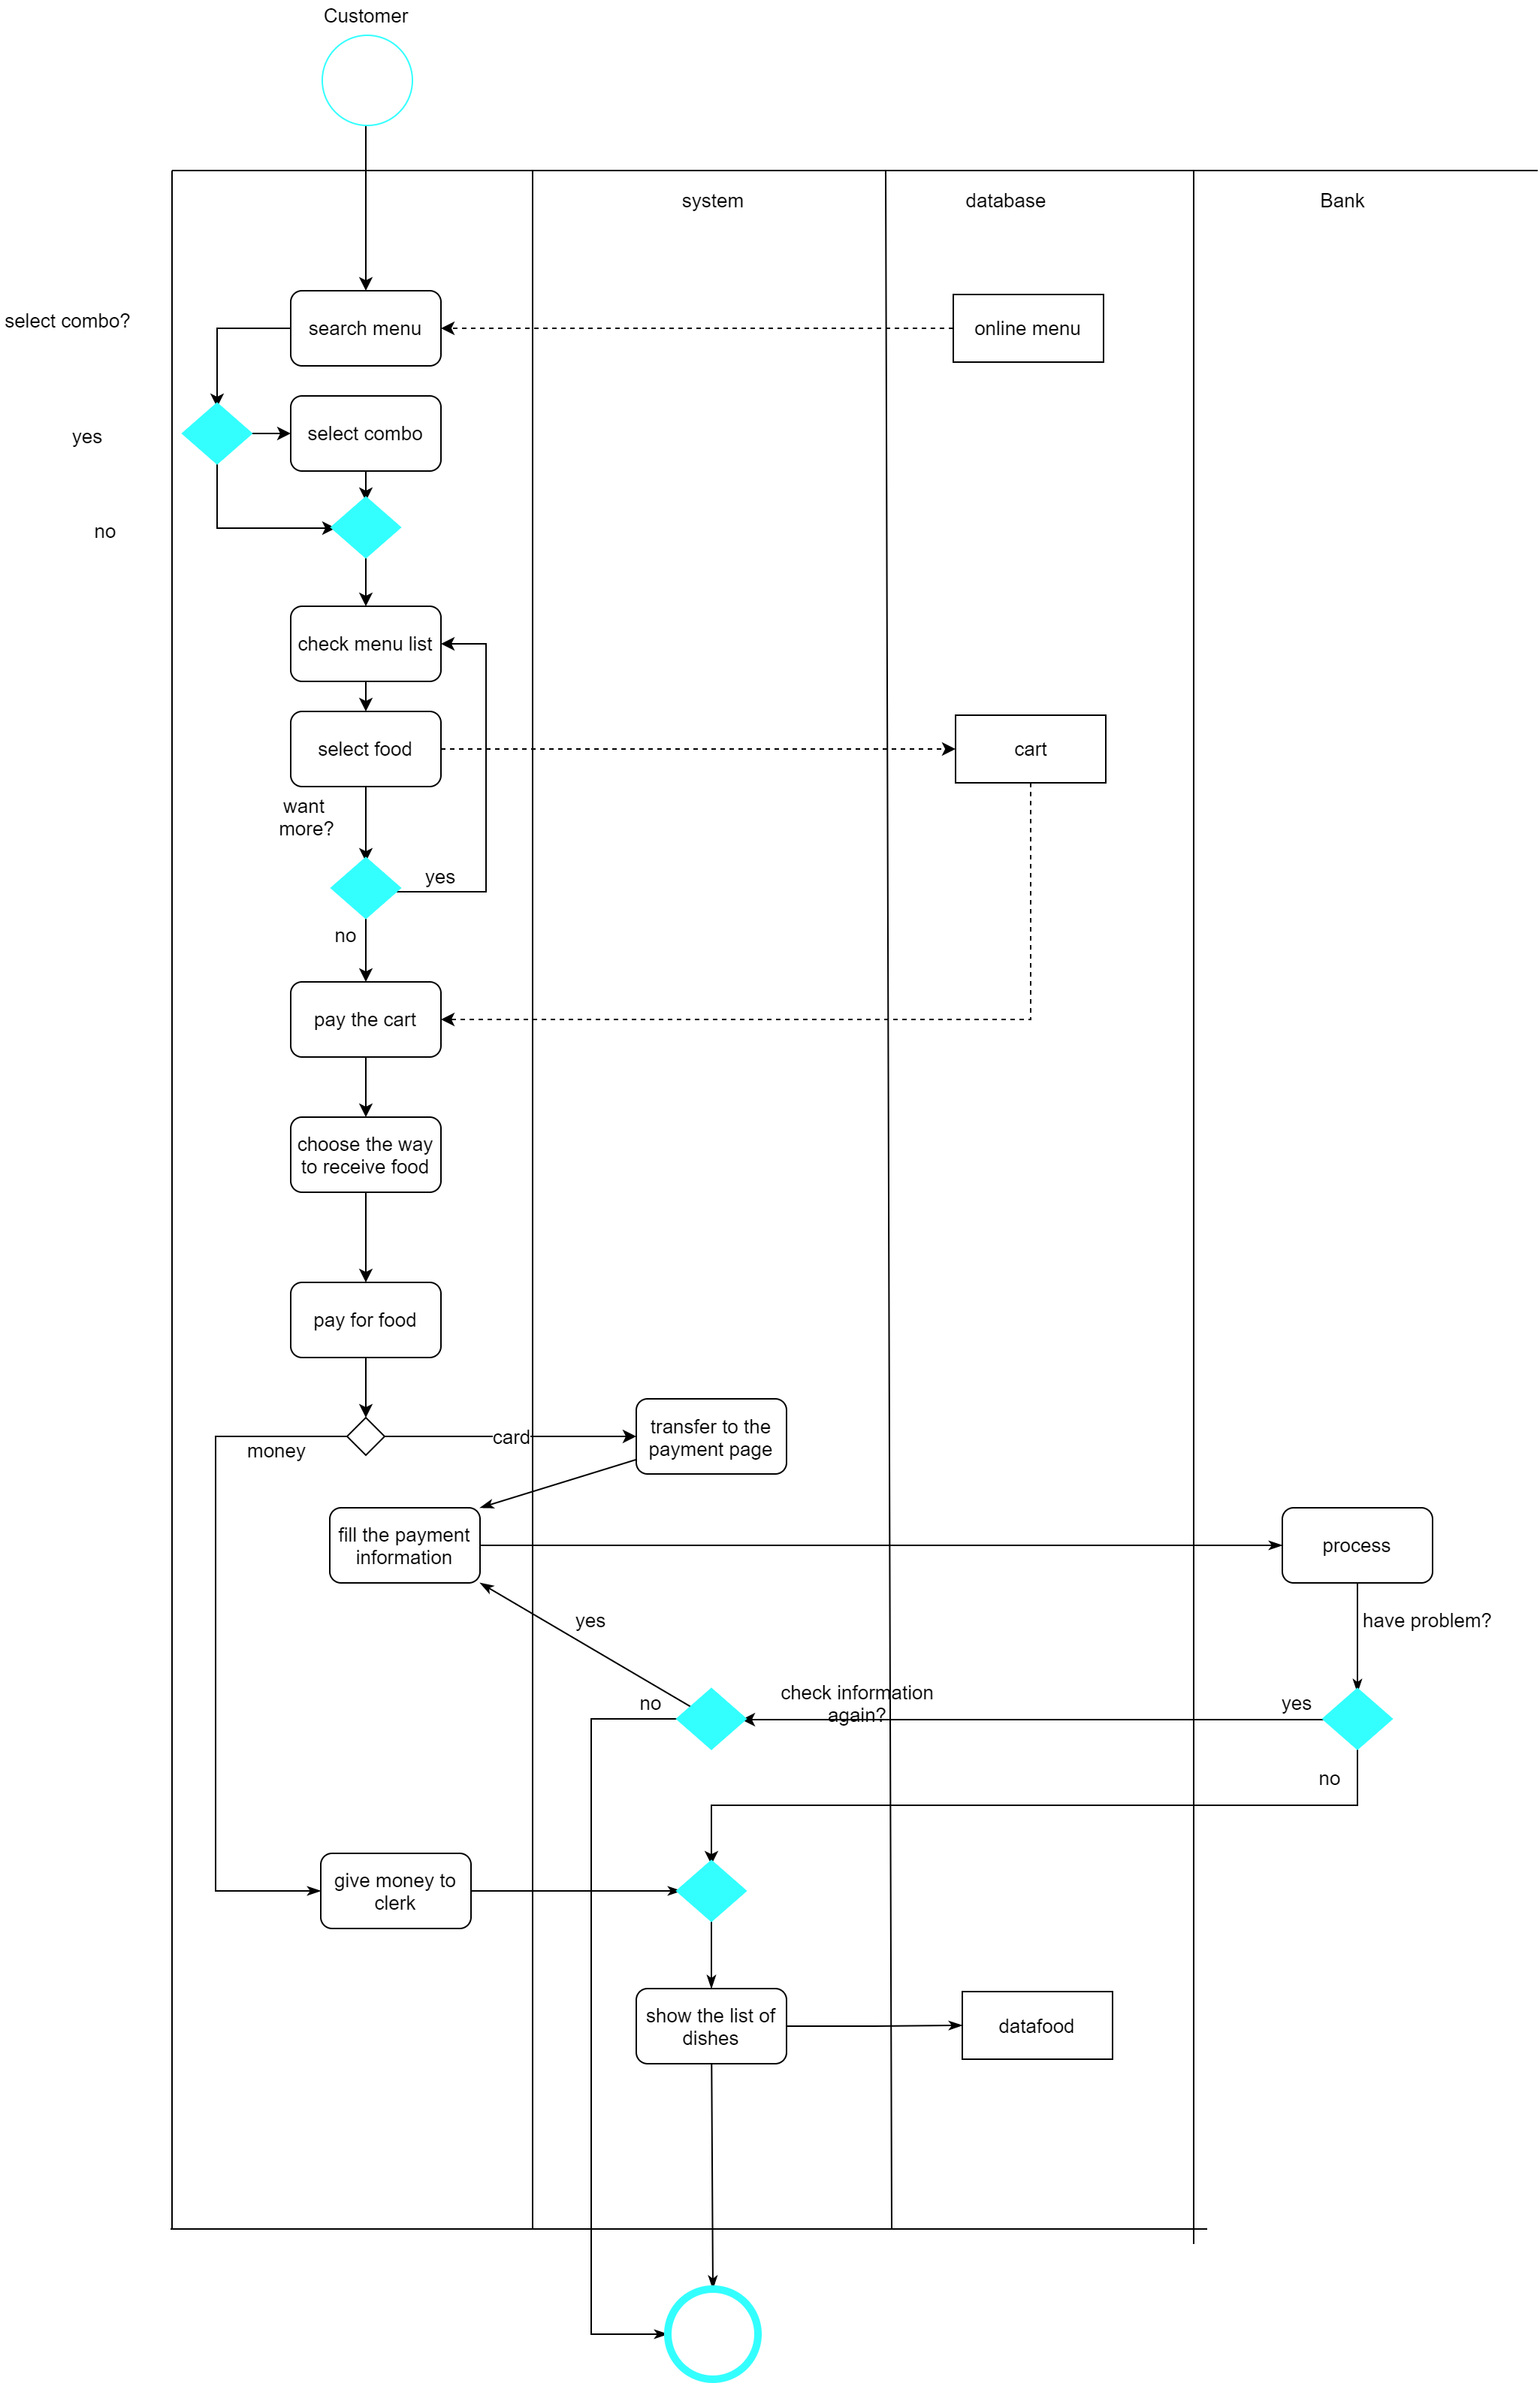 Customer
system
database
Bank
select combo?
search menu
online menu
yes
select combo
no
check menu list
select food
cart
want
more?
yes
no
pay the cart
choose the way
to receive food
pay for food
money
card
transfer to the
payment page
fill the payment
information
process
yes
have problem?
no
check information
again?
yes
no
give money to
clerk
show the list of
dishes
datafood